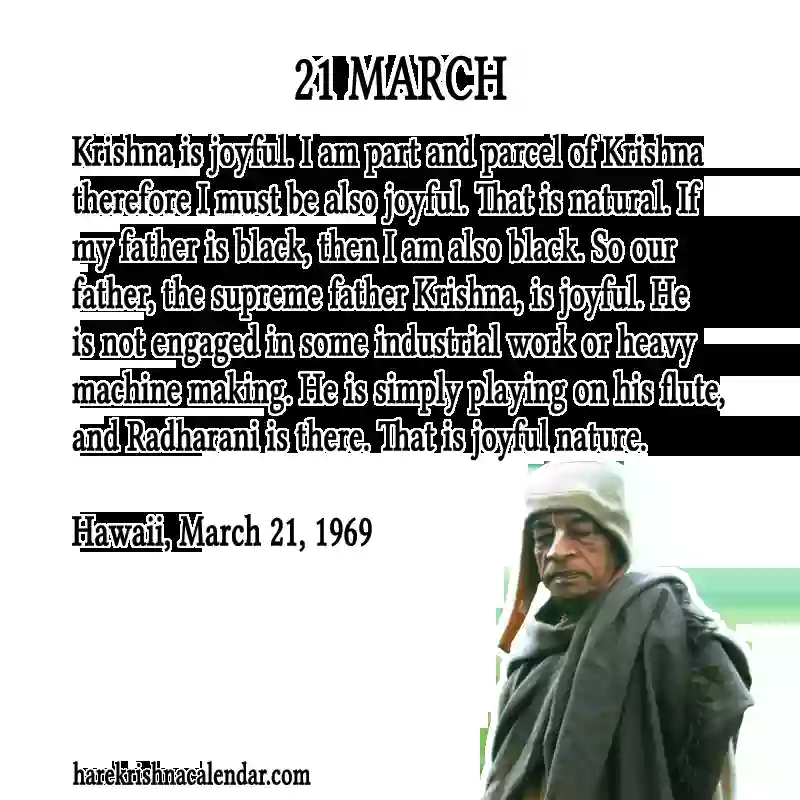 21 MARCH
Krishna is joyful. I am part and parcel of Krishna
therefore I must be also joyful. That is natural. If
my father is black, then I am also black. So our
father, the supreme father Krishna, is joyful. He
is not engaged in some industrial work or heavy
machine making. He is simply playing on his flute,
and Radharani is there. That is joyful nature.
Hawaii, March 21, 1969
harekrishnacalendar.com